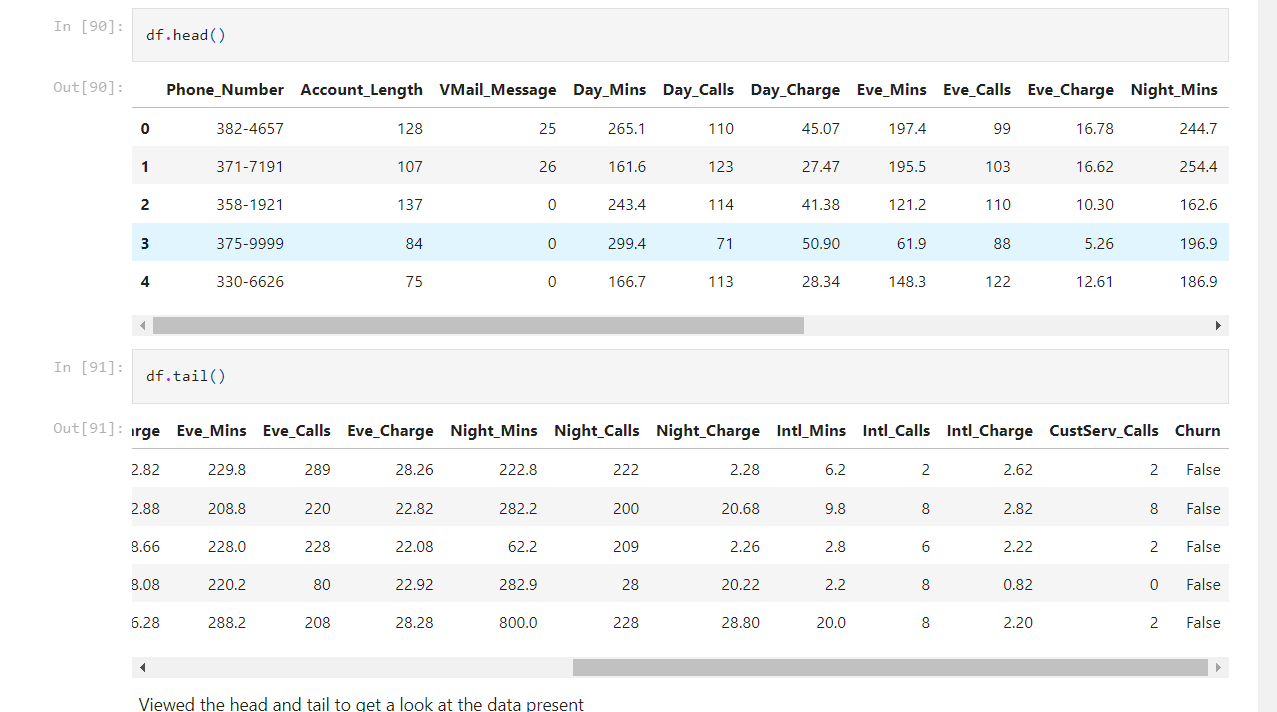 In [90]: df.head()
Out[90]: Phone_Number Account_Length VMail_Message Day_Mins Day_Calls Day_Charge Eve_Mins Eve_Calls Eve_Charge Night_Mins
0 382-4657 128 25 265.1 110 45.07 197.4 99 16.78 244.7
1 371-7191 107 26 161.6 123 27.47 195.5 103 16.62 254.4
2 358-1921 137 0 243.4 114 41.38 121.2 110 10.30 162.6
3 375-9999 84 0 299.4 71 50.90 61.9 88 5.26 196.9
4 330-6626 75 0 166.7 113 28.34 148.3 122 12.61 186.9
In [91]: df.tail()
Out[91]: arge Eve_Mins Eve_Calls Eve_Charge Night_Mins Night_Calls Night_Charge Intl_Mins Intl_Calls Intl_Charge CustServ_Calls Churn
2.82 229.8 289 28.26 222.8 222 2.28 6.2 2 2.62 2 False
2.88 208.8 220 22.82 282.2 200 20.68 9.8 8 2.82 8 False
8.66 228.0 228 22.08 62.2 209 2.26 2.8 6 2.22 2 False
8.08 220.2 80 22.92 282.9 28 20.22 2.2 8 0.82 0 False
6.28 288.2 208 28.28 800.0 228 28.80 20.0 8 2.20 2 False
Viewed the head and tail to get a look at the data present